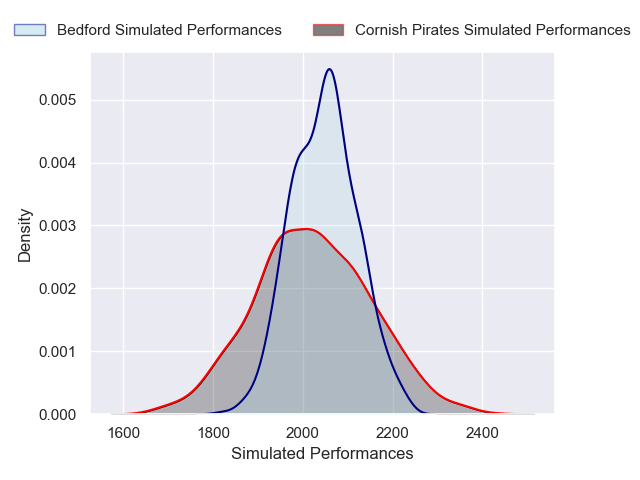 Bedford Simulated Performances
Cornish Pirates Simulated Performances
0.005
0.004
0.003
0.002
0.001
0.000
Density
1600 1800 2000 2200 2400
Simulated Performances